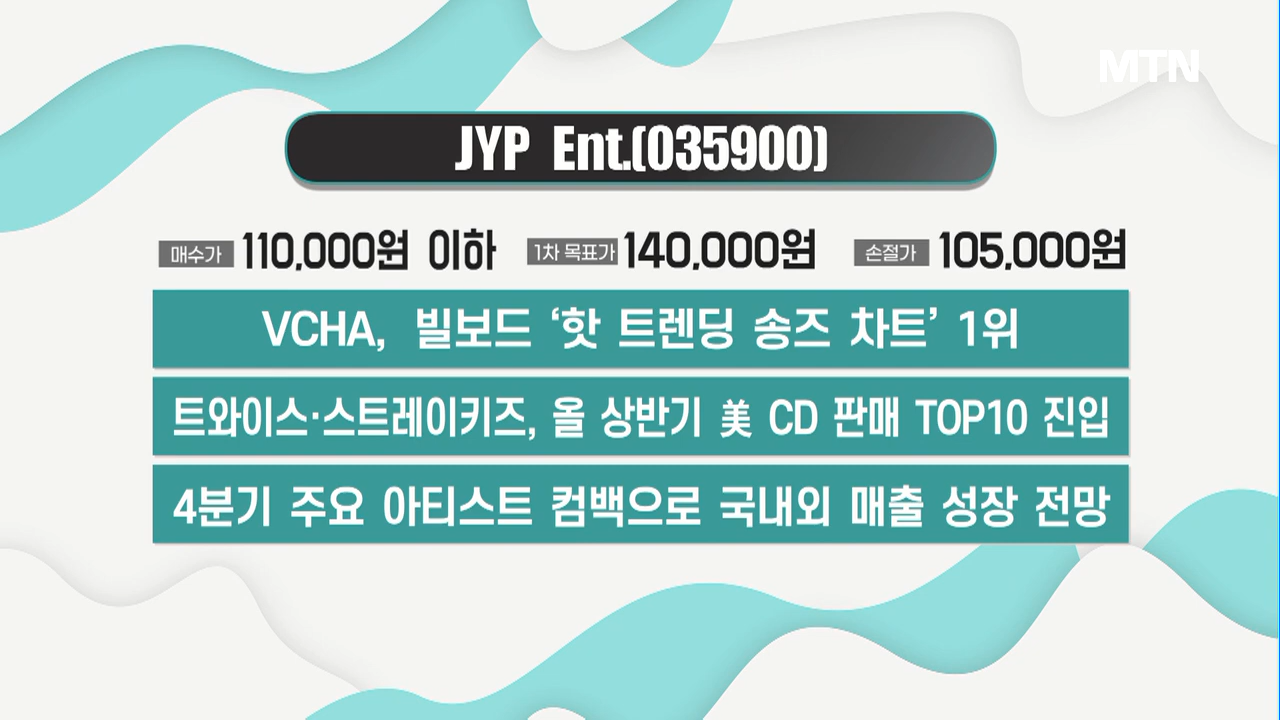 MTN
JYP Ent.(035900)
매수가 110,000원 이하 1차 목표가 140,000원 손절가 105,000원
VCHA, 빌보드 ‘핫 트렌딩 송즈 차트’ 1위
트와이스·스트레이키즈, 올 상반기 美 CD 판매 TOP10 진입
4분기 주요 아티스트 컴백으로 국내외 매출 성장 전망